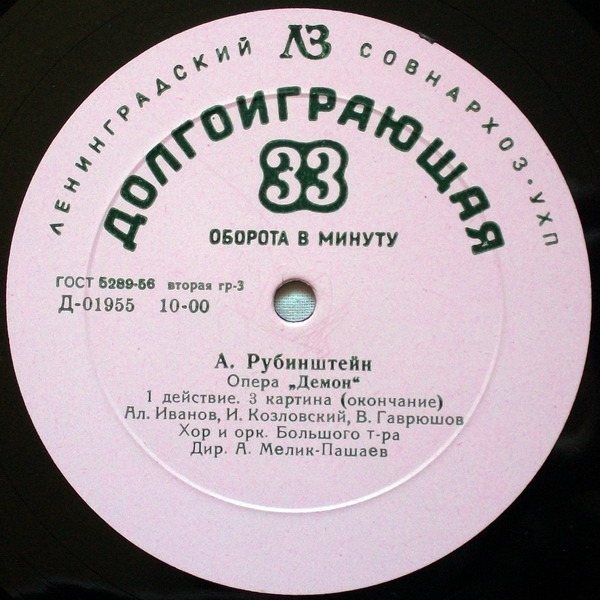 ЛЕНИНГРАДСКИЙ ЛЗ СОВНАРХОЗ·УХП
ДОЛГОИГРАЮЩАЯ
33
ОБОРОТА В МИНУТУ
ГОСТ 5289-56 вторая гр-3
Д-01955 10-00
А. Рубинштейн
Опера „Демон“
1 действие. 3 картина (окончание)
Ал. Иванов, И. Козловский, В. Гаврюшов
Хор и орк. Большого т-ра
Дир. А. Мелик-Пашаев